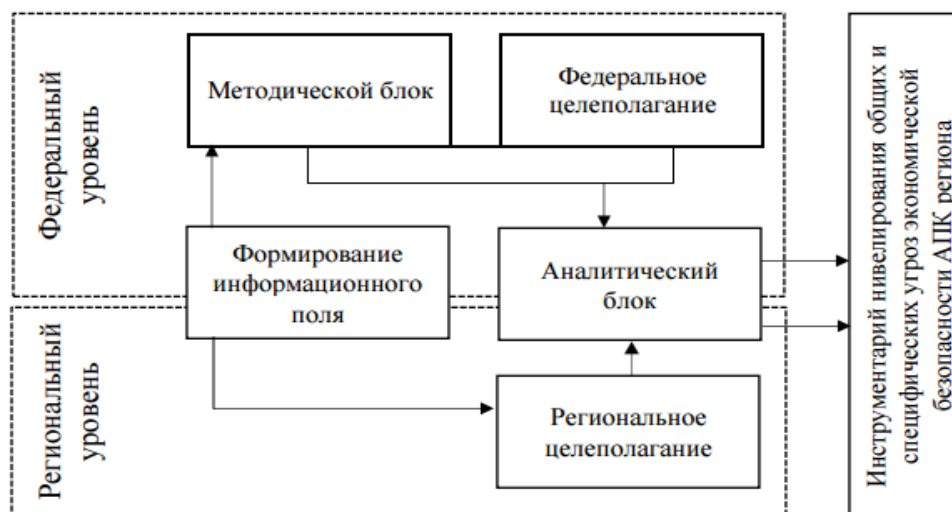 Федеральный
уровень
Методической блок
Федеральное
целеполагание
Формирование
информационного
поля
Аналитический
блок
Региональный
уровень
Региональное
целеполагание
Инструментарий нивелирования общих и
специфических угроз экономической
безопасности АПК региона